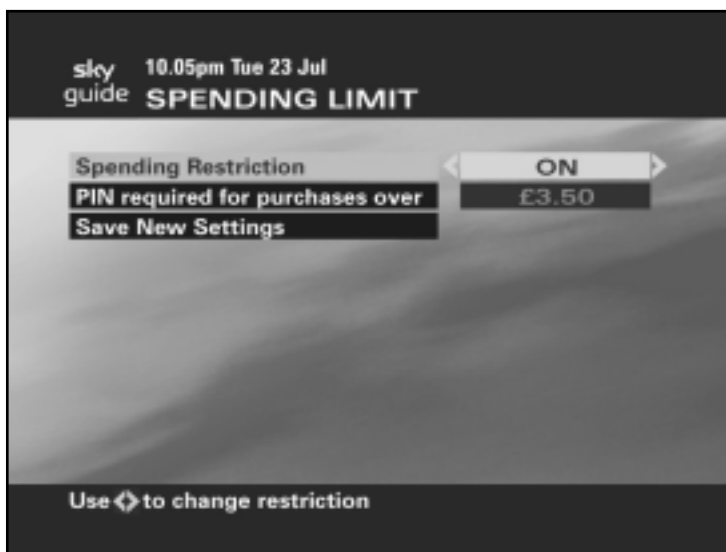 sky 10.05pm Tue 23 Jul
guide SPENDING LIMIT
Spending Restriction ON
PIN required for purchases over £3.50
Save New Settings
Use to change restriction